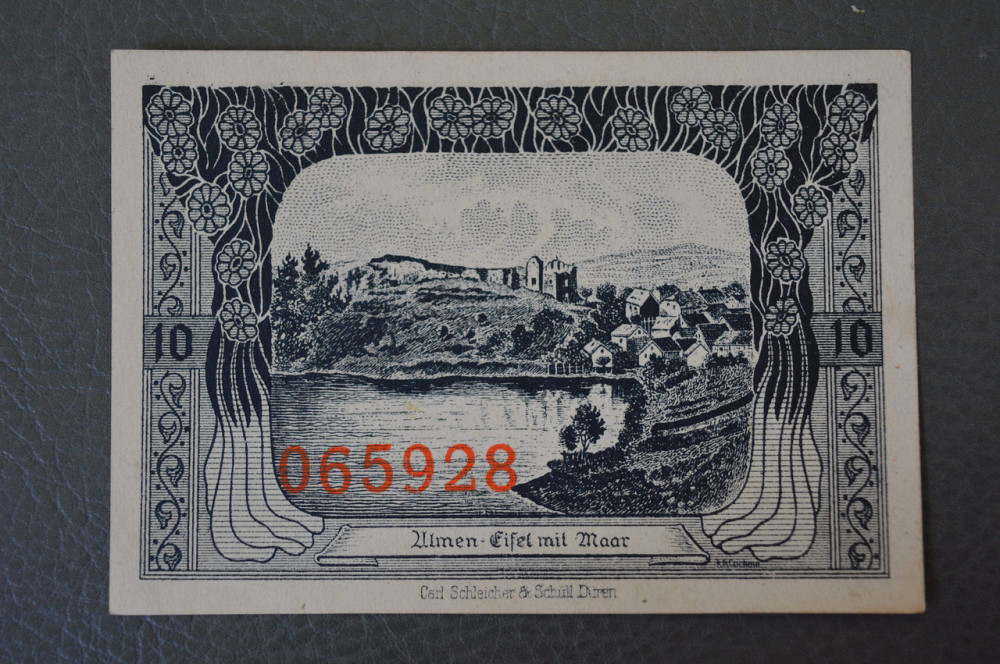 10 10
065928
Ulmen-Eifel mit Maar
Carl Schleicher & Schüll Düren